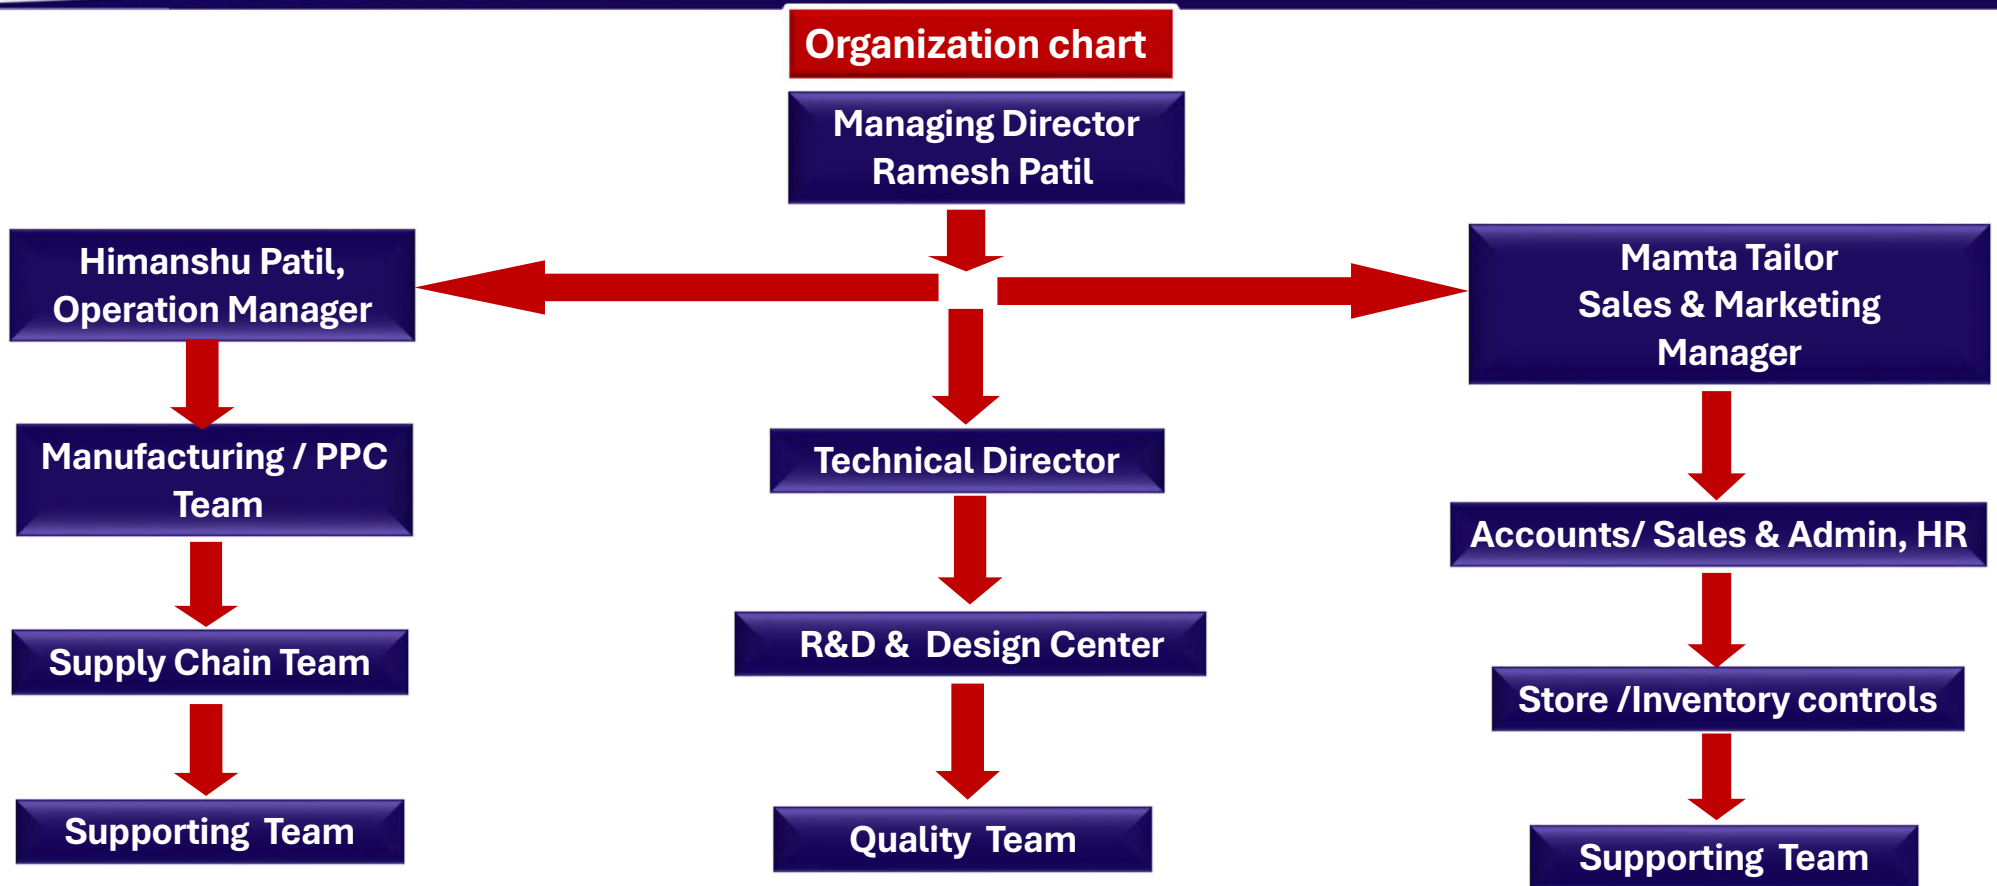 Organization chart
Managing Director
Ramesh Patil
Himanshu Patil,
Operation Manager
Mamta Tailor
Sales & Marketing
Manager
Manufacturing / PPC
Team
Technical Director
Accounts/ Sales & Admin, HR
Supply Chain Team
R&D &  Design Center
Store /Inventory controls
Supporting  Team
Quality  Team
Supporting  Team